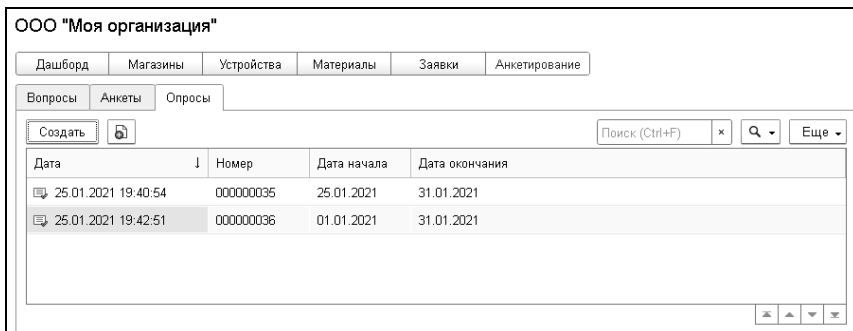 ООО "Моя организация"
Дашборд Магазины Устройства Материалы Заявки Анкетирование
Вопросы Анкеты Опросы
Создать Поиск (Ctrl+F) × Еще
Дата ↓ Номер Дата начала Дата окончания
25.01.2021 19:40:54 000000035 25.01.2021 31.01.2021
25.01.2021 19:42:51 000000036 01.01.2021 31.01.2021